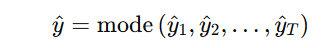 ŷ = mode (ŷ₁, ŷ₂, . . . , ŷ_T)